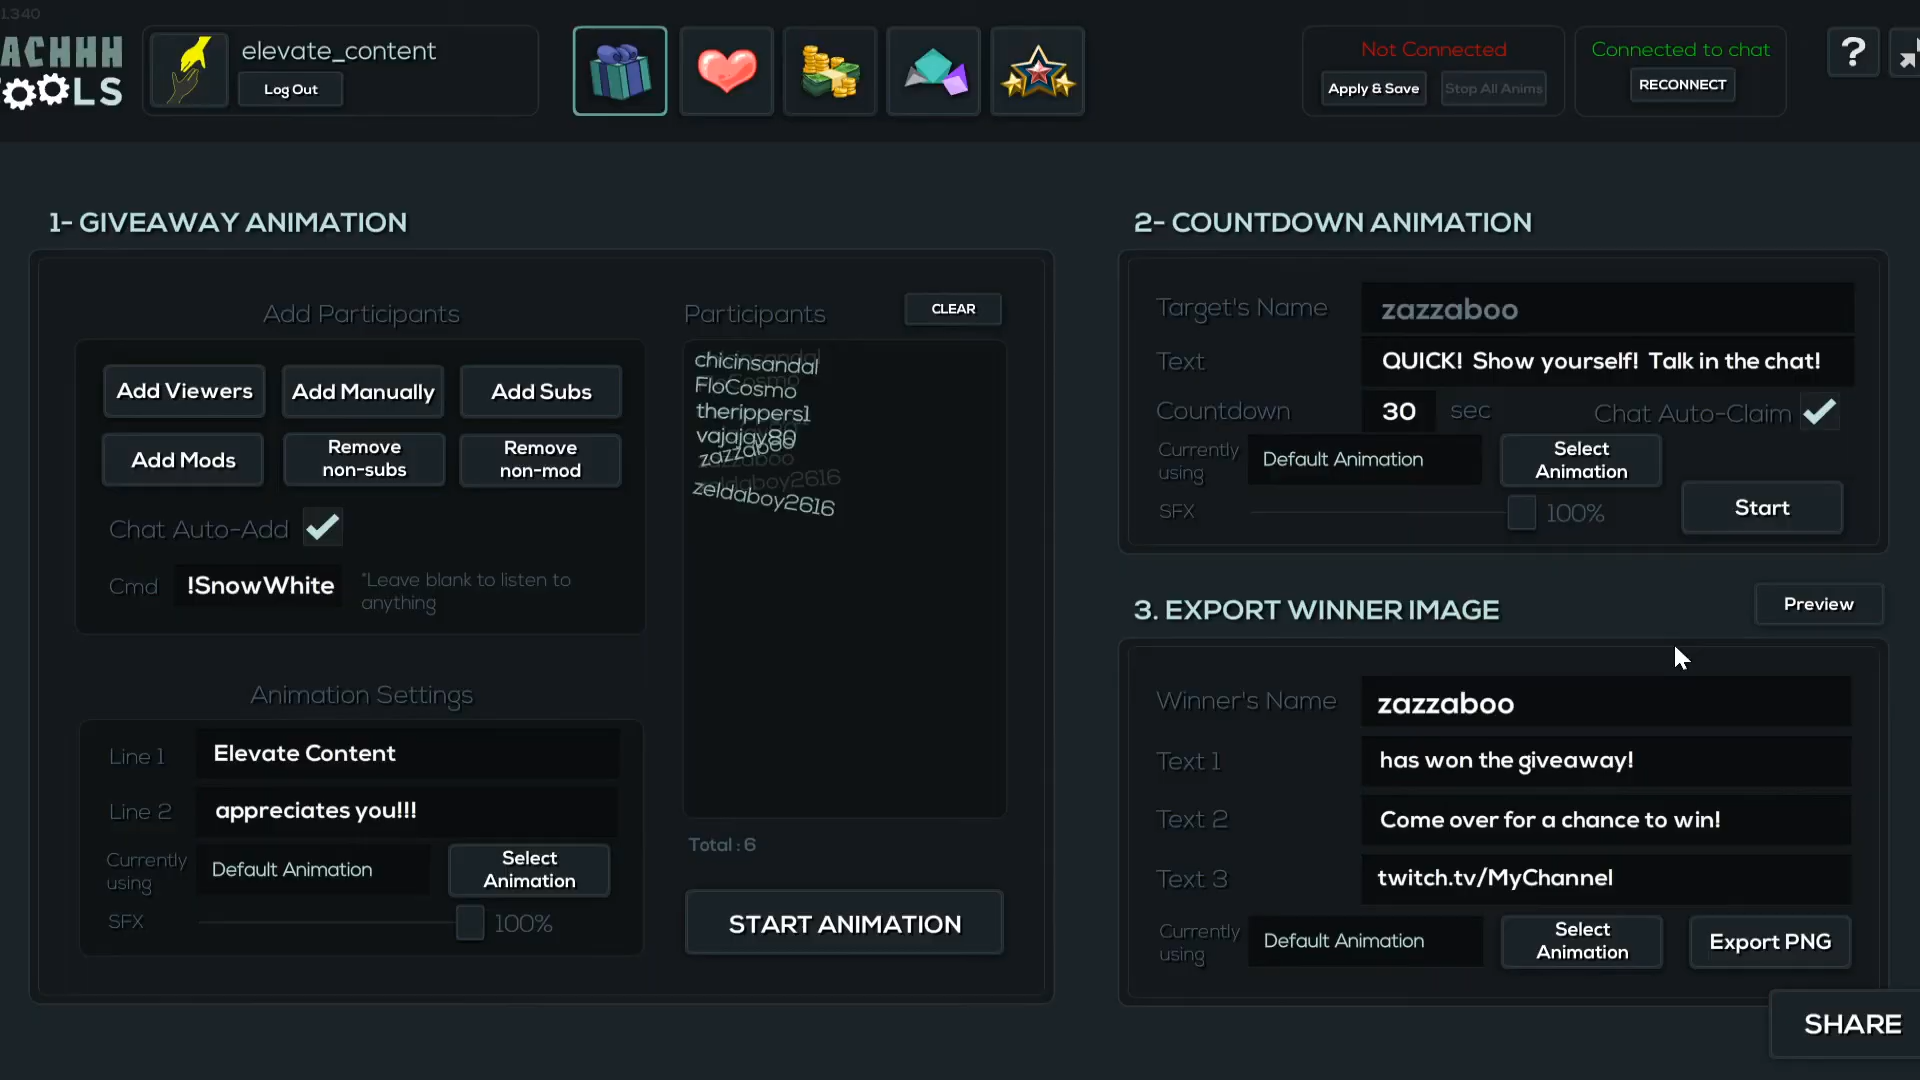 1.340
ACHHH
TOOLS
elevate_content
Log Out
Not Connected
Apply & Save
Stop All Anims
Connected to chat
RECONNECT
?
1- GIVEAWAY ANIMATION
Add Participants
Add Viewers
Add Manually
Add Subs
Add Mods
Remove
non-subs
Remove
non-mod
Chat Auto-Add
Cmd
!SnowWhite
*Leave blank to listen to
anything
Animation Settings
Line 1
Elevate Content
Line 2
appreciates you!!!
Currently
using
Default Animation
Select
Animation
SFX
100%
Participants
CLEAR
chicinsandal
FloCosmo
therippers1
vajajay80
zazzaboo
zeldaboy2616
Total : 6
START ANIMATION
2- COUNTDOWN ANIMATION
Target's Name
zazzaboo
Text
QUICK! Show yourself! Talk in the chat!
Countdown
30
sec
Chat Auto-Claim
Currently
using
Default Animation
Select
Animation
SFX
100%
Start
3. EXPORT WINNER IMAGE
Preview
Winner's Name
zazzaboo
Text 1
has won the giveaway!
Text 2
Come over for a chance to win!
Text 3
twitch.tv/MyChannel
Currently
using
Default Animation
Select
Animation
Export PNG
SHARE